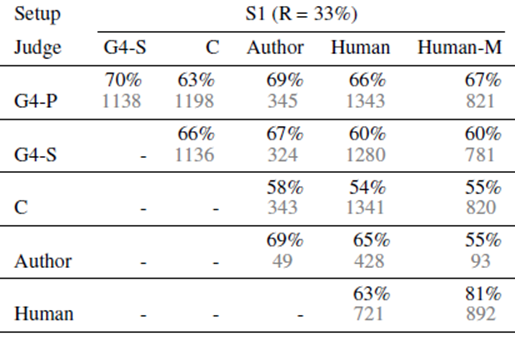 Setup S1 (R = 33%)
Judge G4-S C Author Human Human-M
70% 63% 69% 66% 67%
G4-P 1138 1198 345 1343 821
66% 67% 60% 60%
G4-S - 1136 324 1280 781
58% 54% 55%
C - - 343 1341 820
69% 65% 55%
Author - - 49 428 93
63% 81%
Human - - - 721 892